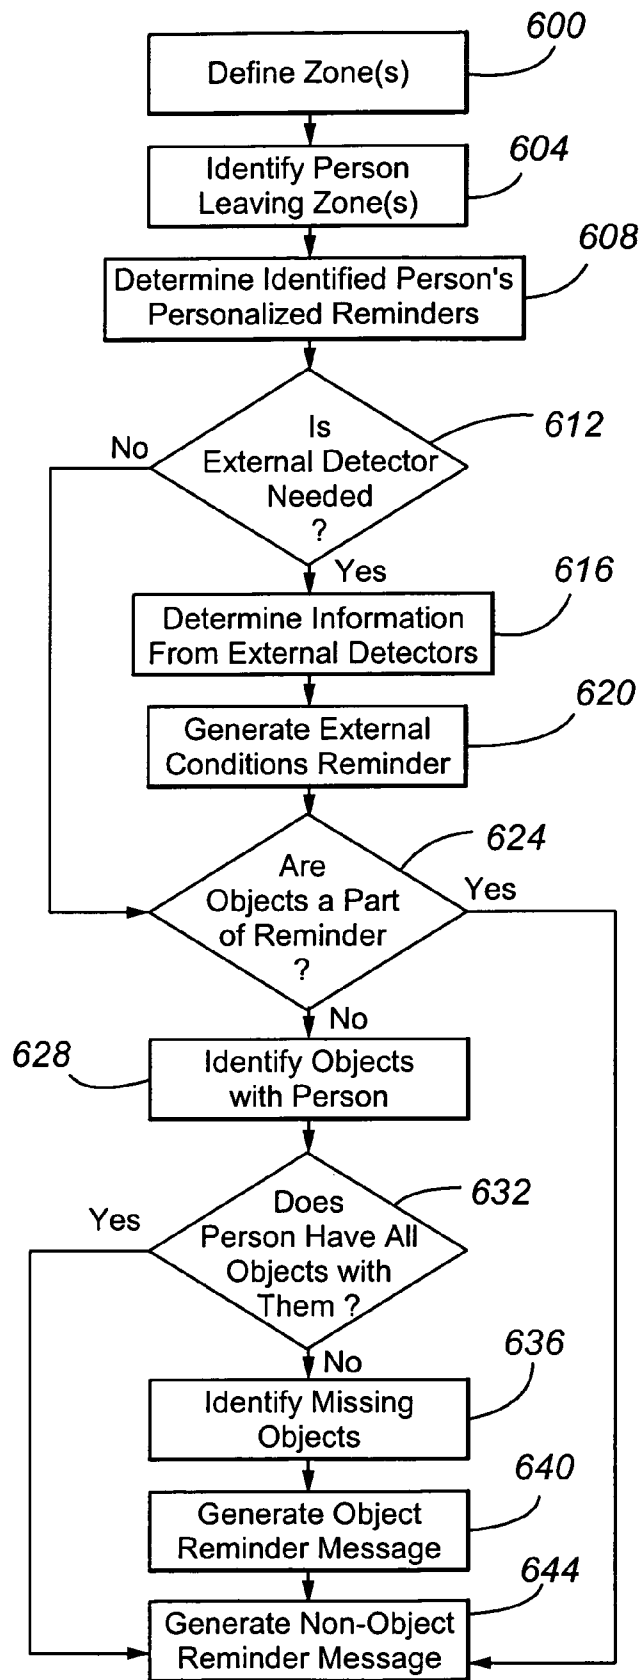 600
Define Zone(s)
604
Identify Person
Leaving Zone(s)
608
Determine Identified Person's
Personalized Reminders
612
No
Is
External Detector
Needed
?
Yes
616
Determine Information
From External Detectors
620
Generate External
Conditions Reminder
624
Are
Objects a Part
of Reminder
?
Yes
No
628
Identify Objects
with Person
632
Yes
Does
Person Have All
Objects with
Them ?
No
636
Identify Missing
Objects
640
Generate Object
Reminder Message
644
Generate Non-Object
Reminder Message